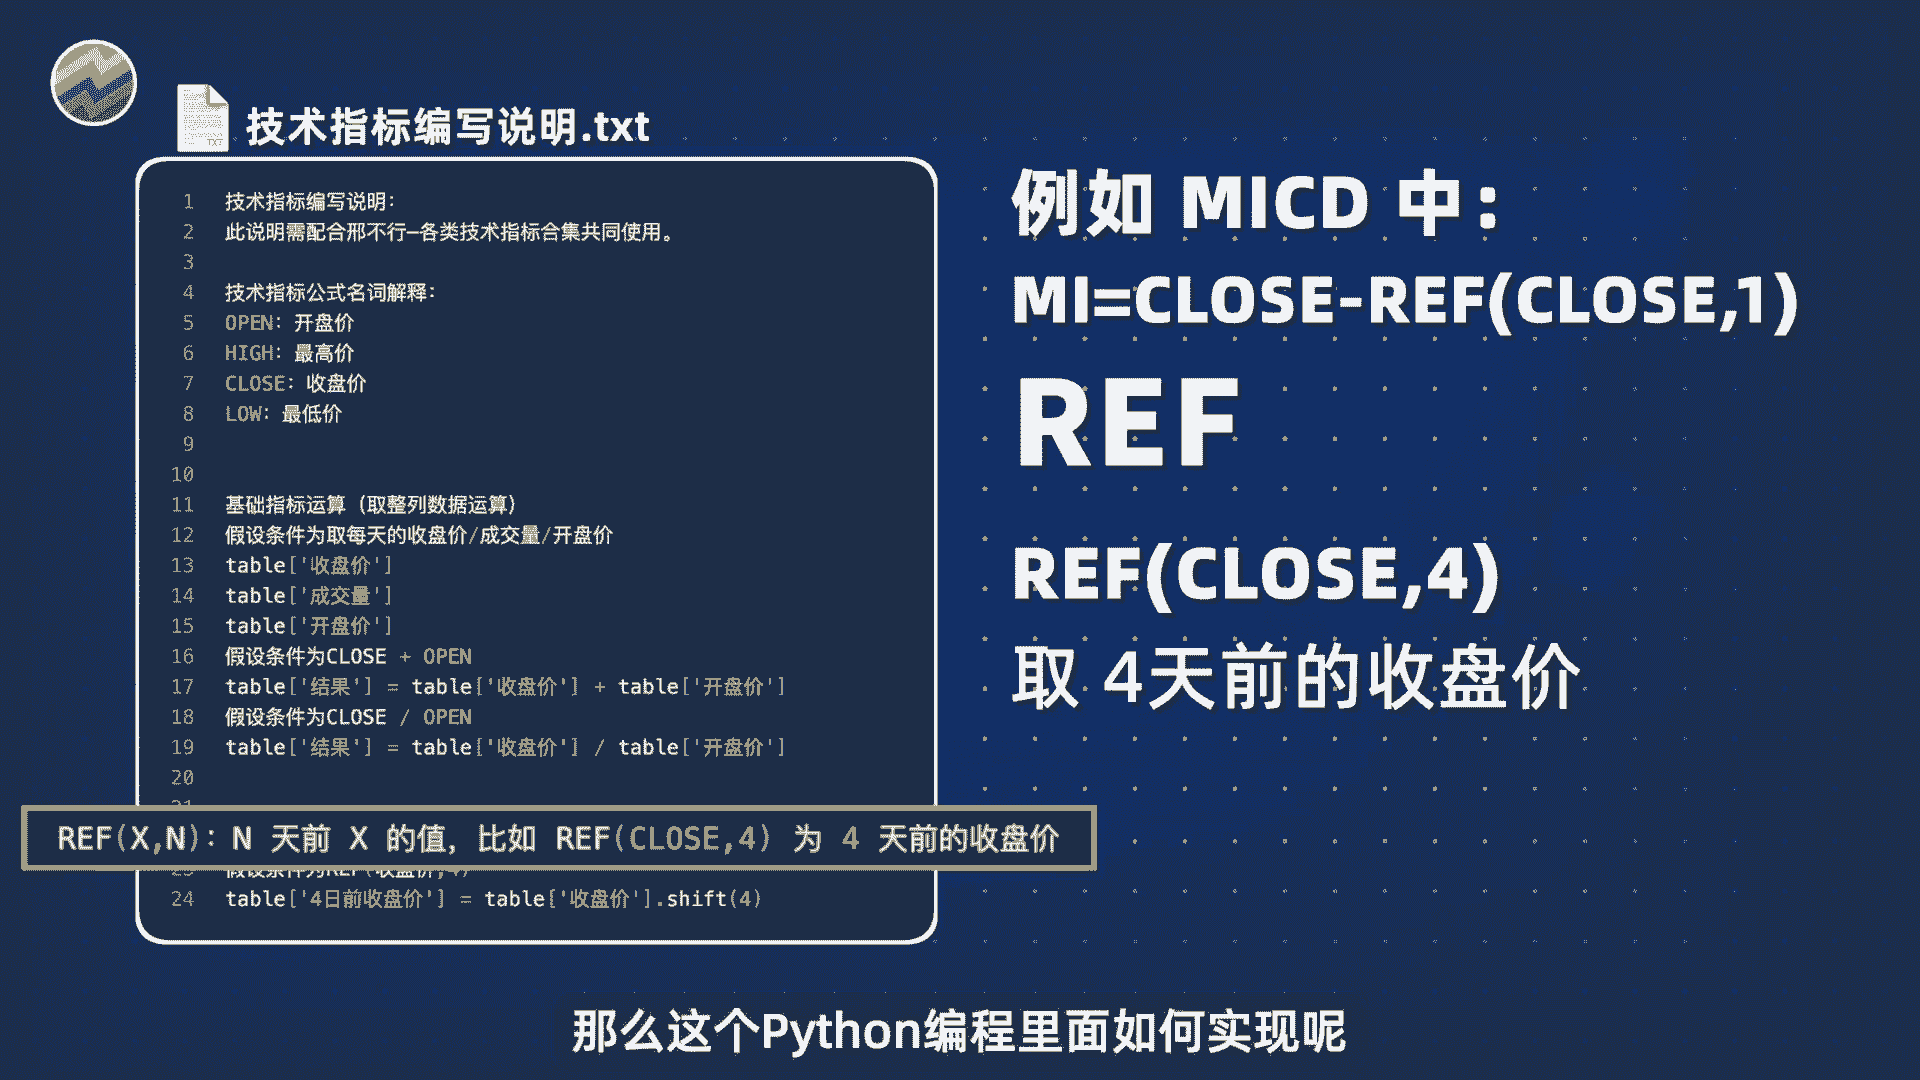 技术指标编写说明.txt
1 技术指标编写说明：
2 此说明需配合邢不行—各类技术指标合集共同使用。
3
4 技术指标公式名词解释：
5 OPEN：开盘价
6 HIGH：最高价
7 CLOSE：收盘价
8 LOW：最低价
9
10
11 基础指标运算（取整列数据运算）
12 假设条件为取每天的收盘价/成交量/开盘价
13 table['收盘价']
14 table['成交量']
15 table['开盘价']
16 假设条件为CLOSE + OPEN
17 table['结果'] = table['收盘价'] + table['开盘价']
18 假设条件为CLOSE / OPEN
19 table['结果'] = table['收盘价'] / table['开盘价']
20
21
REF(X,N)：N 天前 X 的值，比如 REF(CLOSE,4) 为 4 天前的收盘价
23 假设条件为REF(收盘价,4)
24 table['4日前收盘价'] = table['收盘价'].shift(4)
例如 MICD 中：
MI=CLOSE-REF(CLOSE,1)
REF
REF(CLOSE,4)
取 4天前的收盘价
那么这个Python编程里面如何实现呢